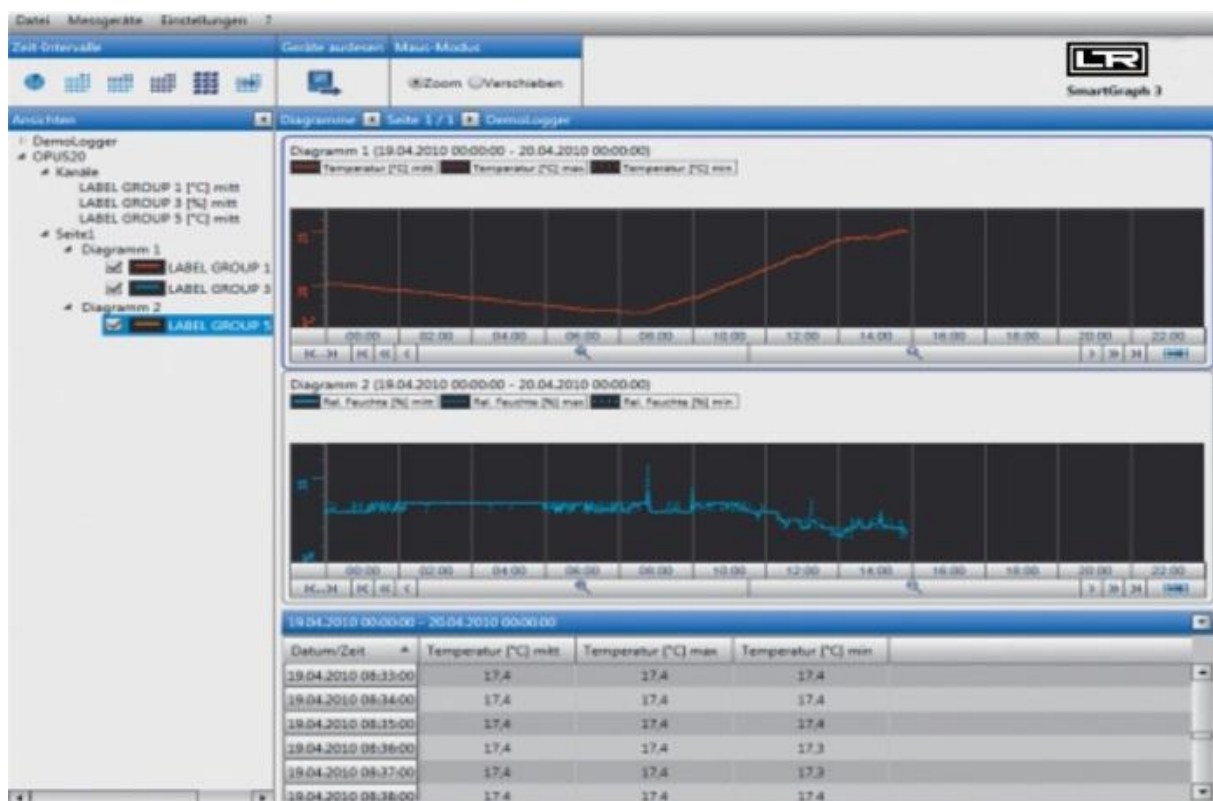 Datei Messgeräte Einstellungen ?
Zeit-Intervalle
Geräte auslesen
Maus-Modus
Zoom Verschieben
LTR
SmartGraph 3
Ansichten
Diagramme Seite 1 / 1 DemoLogger
DemoLogger
OPUS20
Kanäle
LABEL GROUP 1 [°C] mitt
LABEL GROUP 3 [%] mitt
LABEL GROUP 5 [°C] mitt
Seite1
Diagramm 1
LABEL GROUP 1
LABEL GROUP 3
Diagramm 2
LABEL GROUP 5
Diagramm 1 (19.04.2010 00:00:00 - 20.04.2010 00:00:00)
Temperatur [°C] mitt Temperatur [°C] max Temperatur [°C] min
00:00 02:00 04:00 06:00 08:00 10:00 12:00 14:00 16:00 18:00 20:00 22:00
Diagramm 2 (19.04.2010 00:00:00 - 20.04.2010 00:00:00)
Rel. Feuchte [%] mitt Rel. Feuchte [%] max Rel. Feuchte [%] min
00:00 02:00 04:00 06:00 08:00 10:00 12:00 14:00 16:00 18:00 20:00 22:00
19.04.2010 00:00:00 - 20.04.2010 00:00:00
Datum/Zeit Temperatur [°C] mitt Temperatur [°C] max Temperatur [°C] min
19.04.2010 08:33:00 17,4 17,4 17,4
19.04.2010 08:34:00 17,4 17,4 17,4
19.04.2010 08:35:00 17,4 17,4 17,4
19.04.2010 08:36:00 17,4 17,4 17,3
19.04.2010 08:37:00 17,4 17,4 17,3
19.04.2010 08:38:00 17,4 17,4 17,4